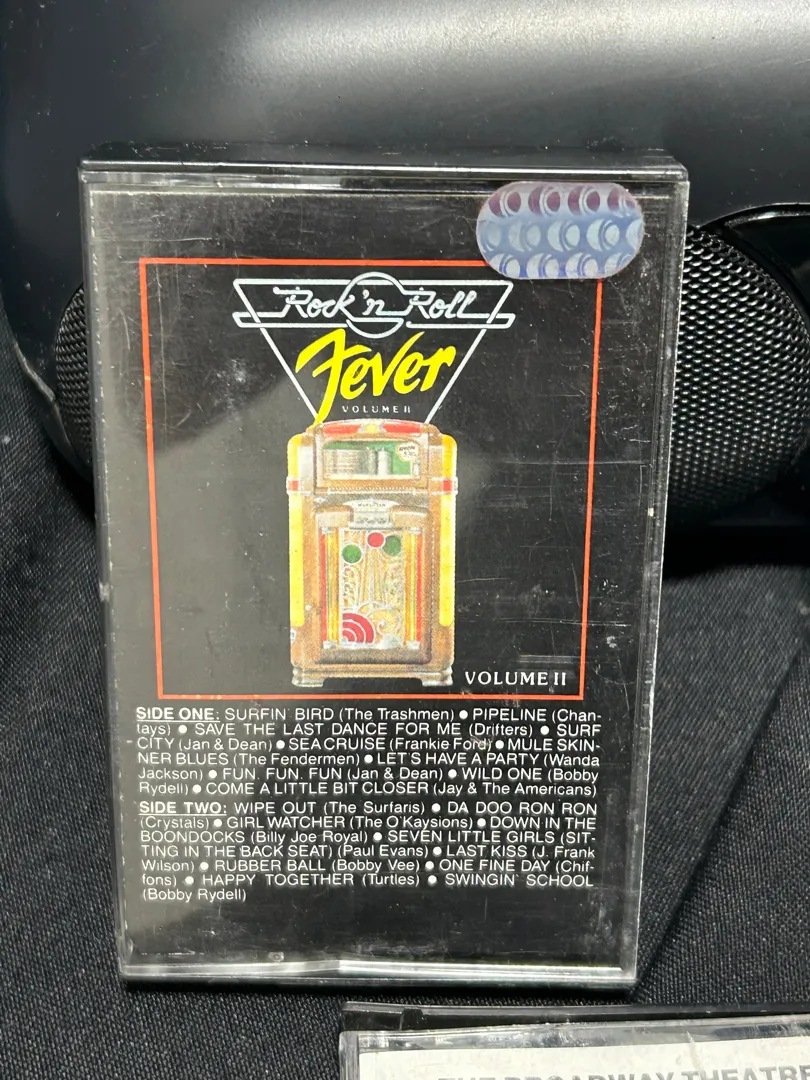 Rock 'n Roll
Fever
VOLUME II
VOLUME II
SIDE ONE: SURFIN' BIRD (The Trashmen) ● PIPELINE (Chan-
tays) ● SAVE THE LAST DANCE FOR ME (Drifters) ● SURF
CITY (Jan & Dean) ● SEA CRUISE (Frankie Ford) ● MULE SKIN-
NER BLUES (The Fendermen) ● LET'S HAVE A PARTY (Wanda
Jackson) ● FUN, FUN, FUN (Jan & Dean) ● WILD ONE (Bobby
Rydell) ● COME A LITTLE BIT CLOSER (Jay & The Americans)
SIDE TWO: WIPE OUT (The Surfaris) ● DA DOO RON RON
(Crystals) ● GIRL WATCHER (The O'Kaysions) ● DOWN IN THE
BOONDOCKS (Billy Joe Royal) ● SEVEN LITTLE GIRLS (SIT-
TING IN THE BACK SEAT) (Paul Evans) ● LAST KISS (J. Frank
Wilson) ● RUBBER BALL (Bobby Vee) ● ONE FINE DAY (Chif-
fons) ● HAPPY TOGETHER (Turtles) ● SWINGIN' SCHOOL
(Bobby Rydell)
THE BROADWAY THEATRE